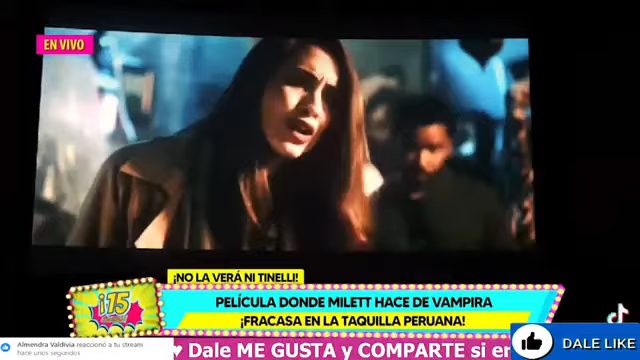 EN VIVO
¡NO LA VERÁ NI TINELLI!
PELÍCULA DONDE MILETT HACE DE VAMPIRA
¡FRACASA EN LA TAQUILLA PERUANA!
Almendra Valdivia reaccionó a tu stream
hace unos segundos
♥ Dale ME GUSTA y COMPARTE si er
DALE LIKE